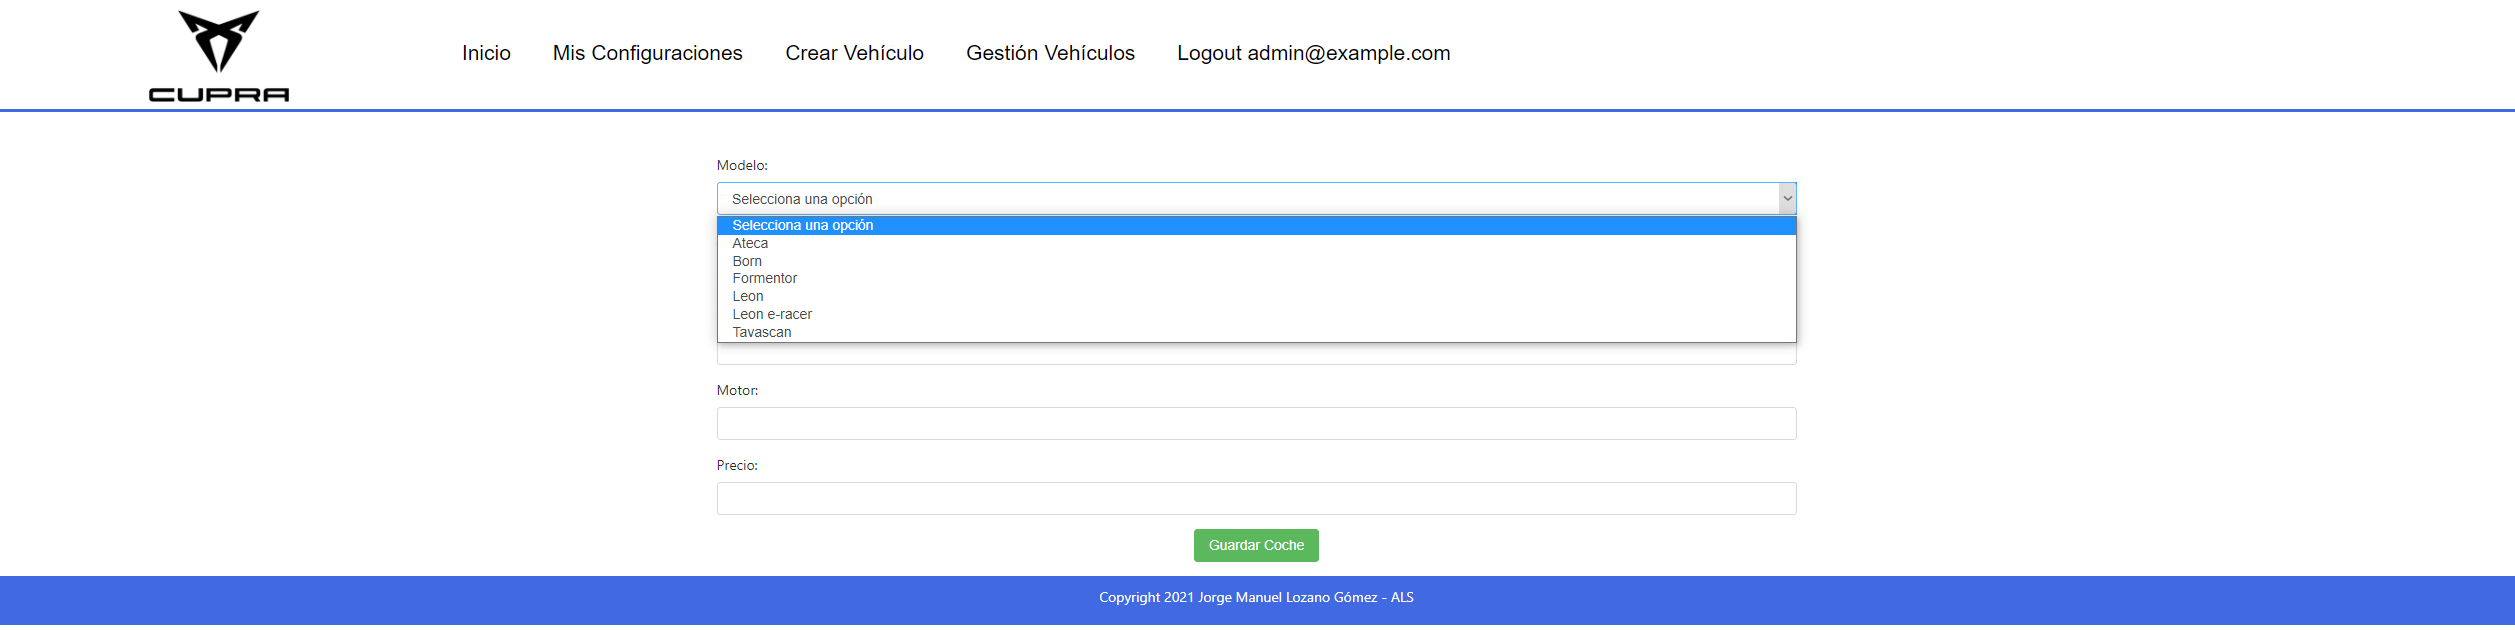 CUPRA
Inicio Mis Configuraciones Crear Vehículo Gestión Vehículos Logout admin@example.com
Modelo:
Selecciona una opción
Selecciona una opción
Ateca
Born
Formentor
Leon
Leon e-racer
Tavascan
Motor:
Precio:
Guardar Coche
Copyright 2021 Jorge Manuel Lozano Gómez - ALS